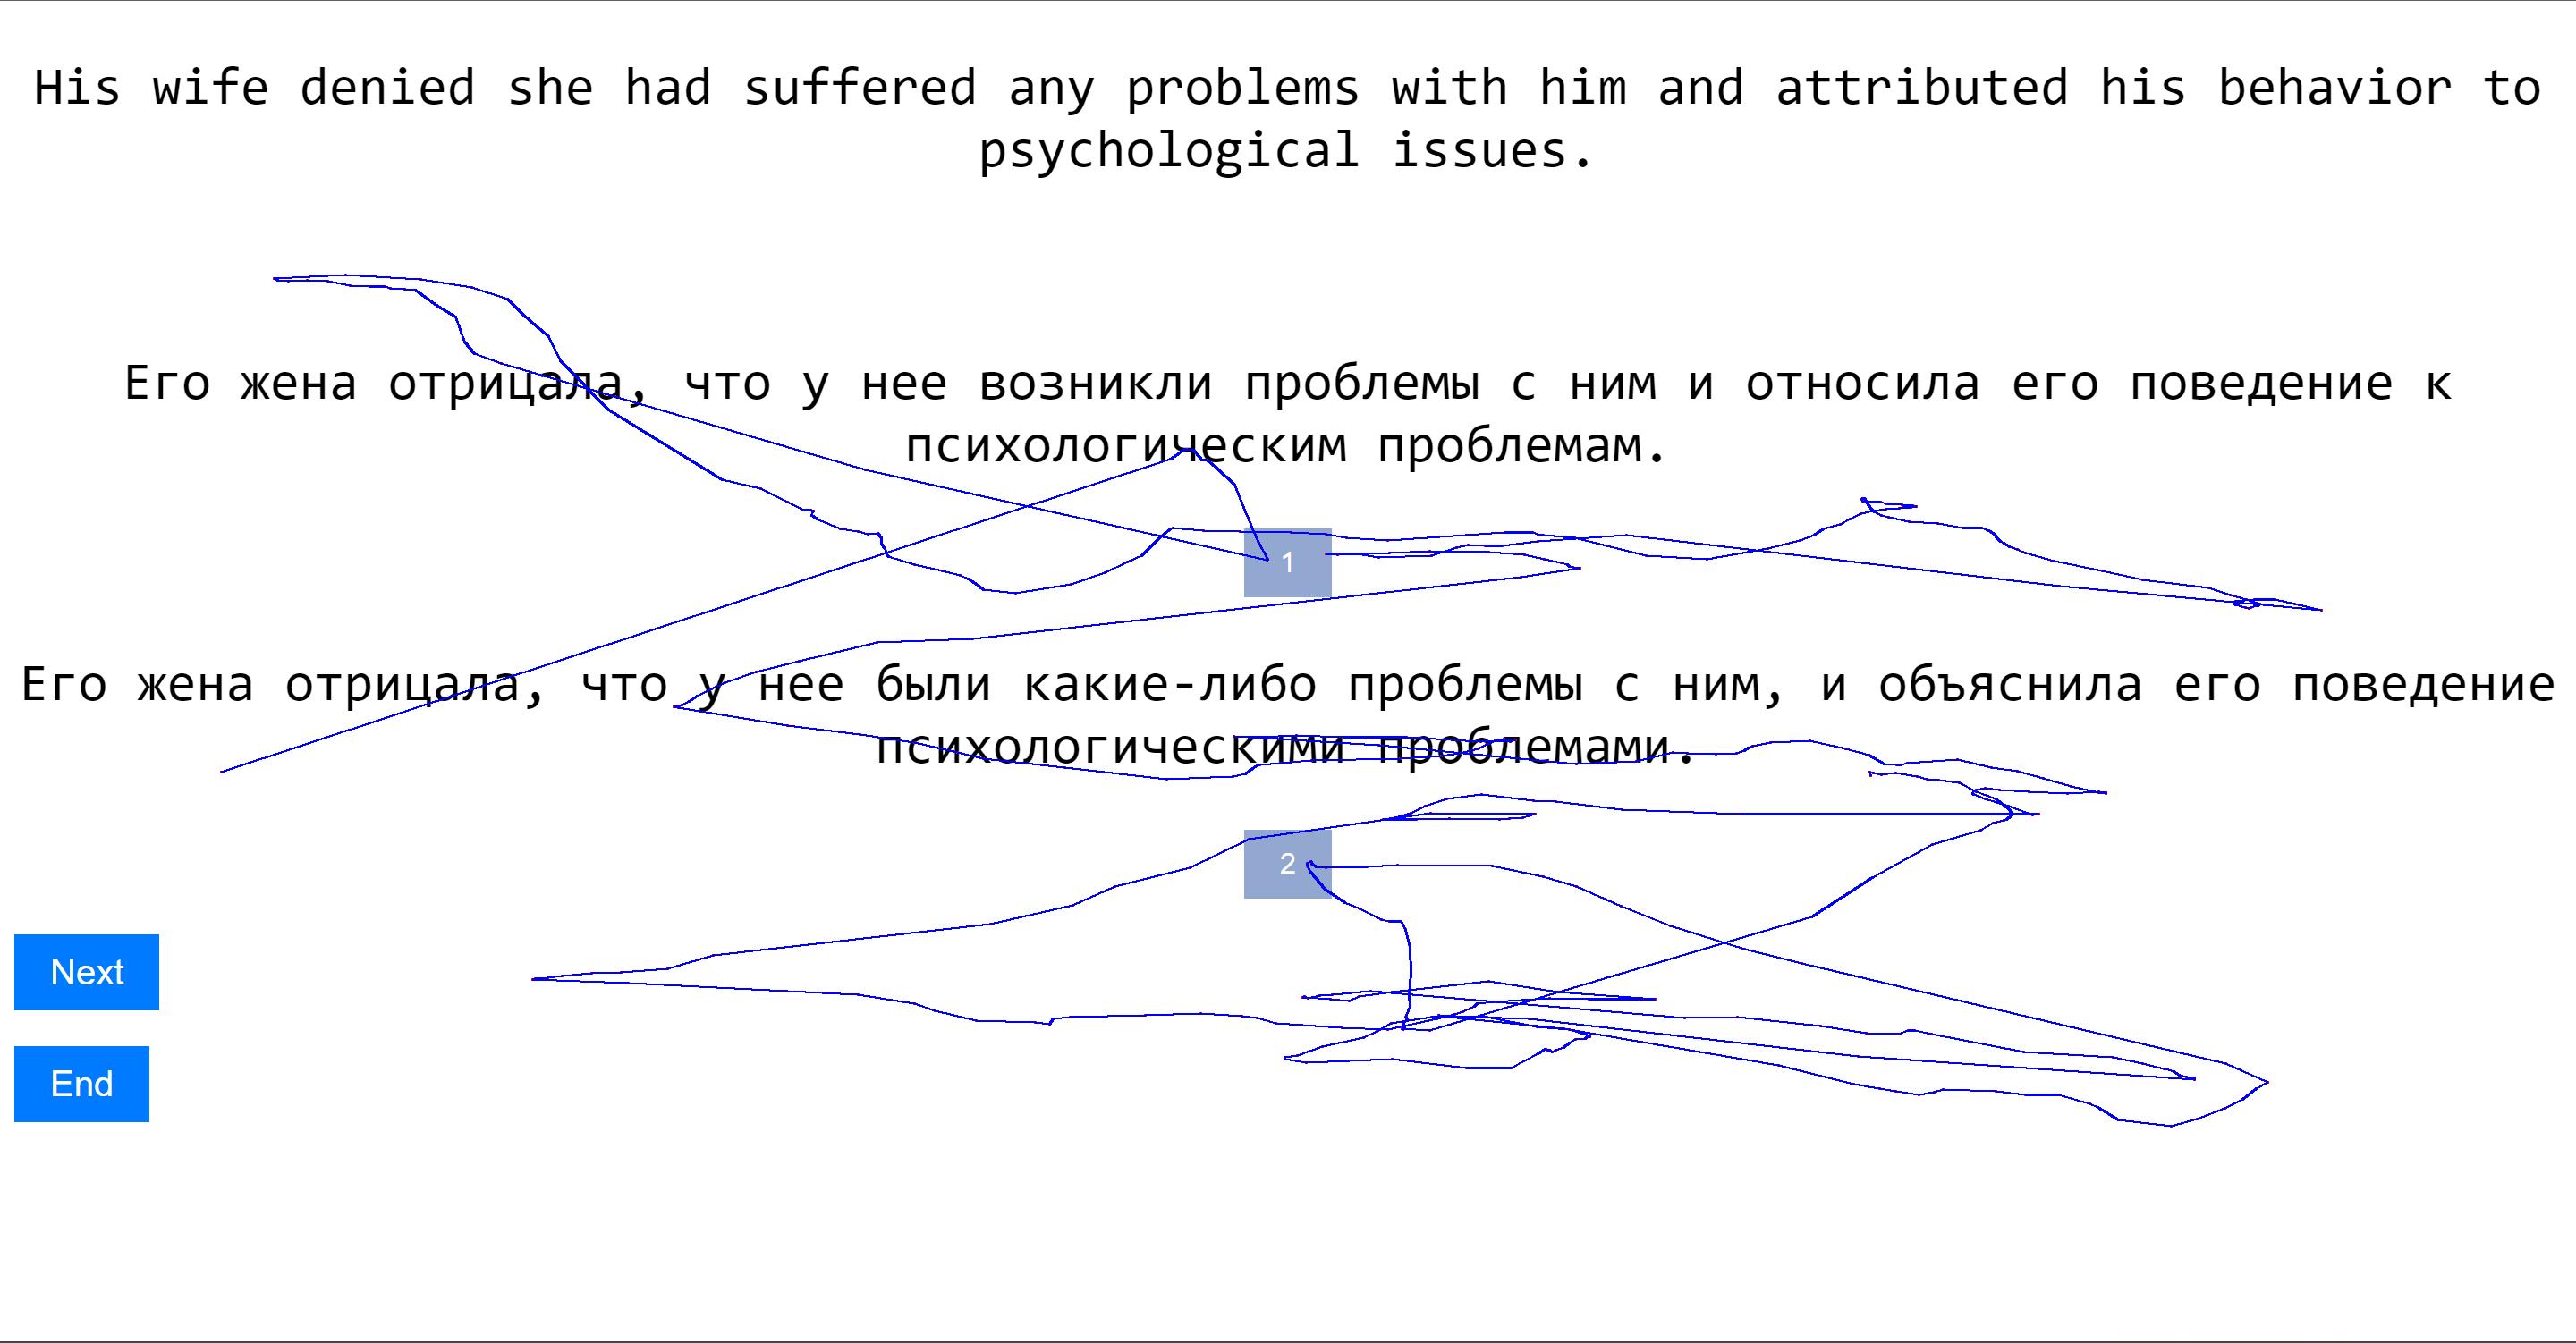 His wife denied she had suffered any problems with him and attributed his behavior to
psychological issues.
Его жена отрицала, что у нее возникли проблемы с ним и относила его поведение к
психологическим проблемам.
1
Его жена отрицала, что у нее были какие-либо проблемы с ним, и объяснила его поведение
психологическими проблемами.
2
Next
End